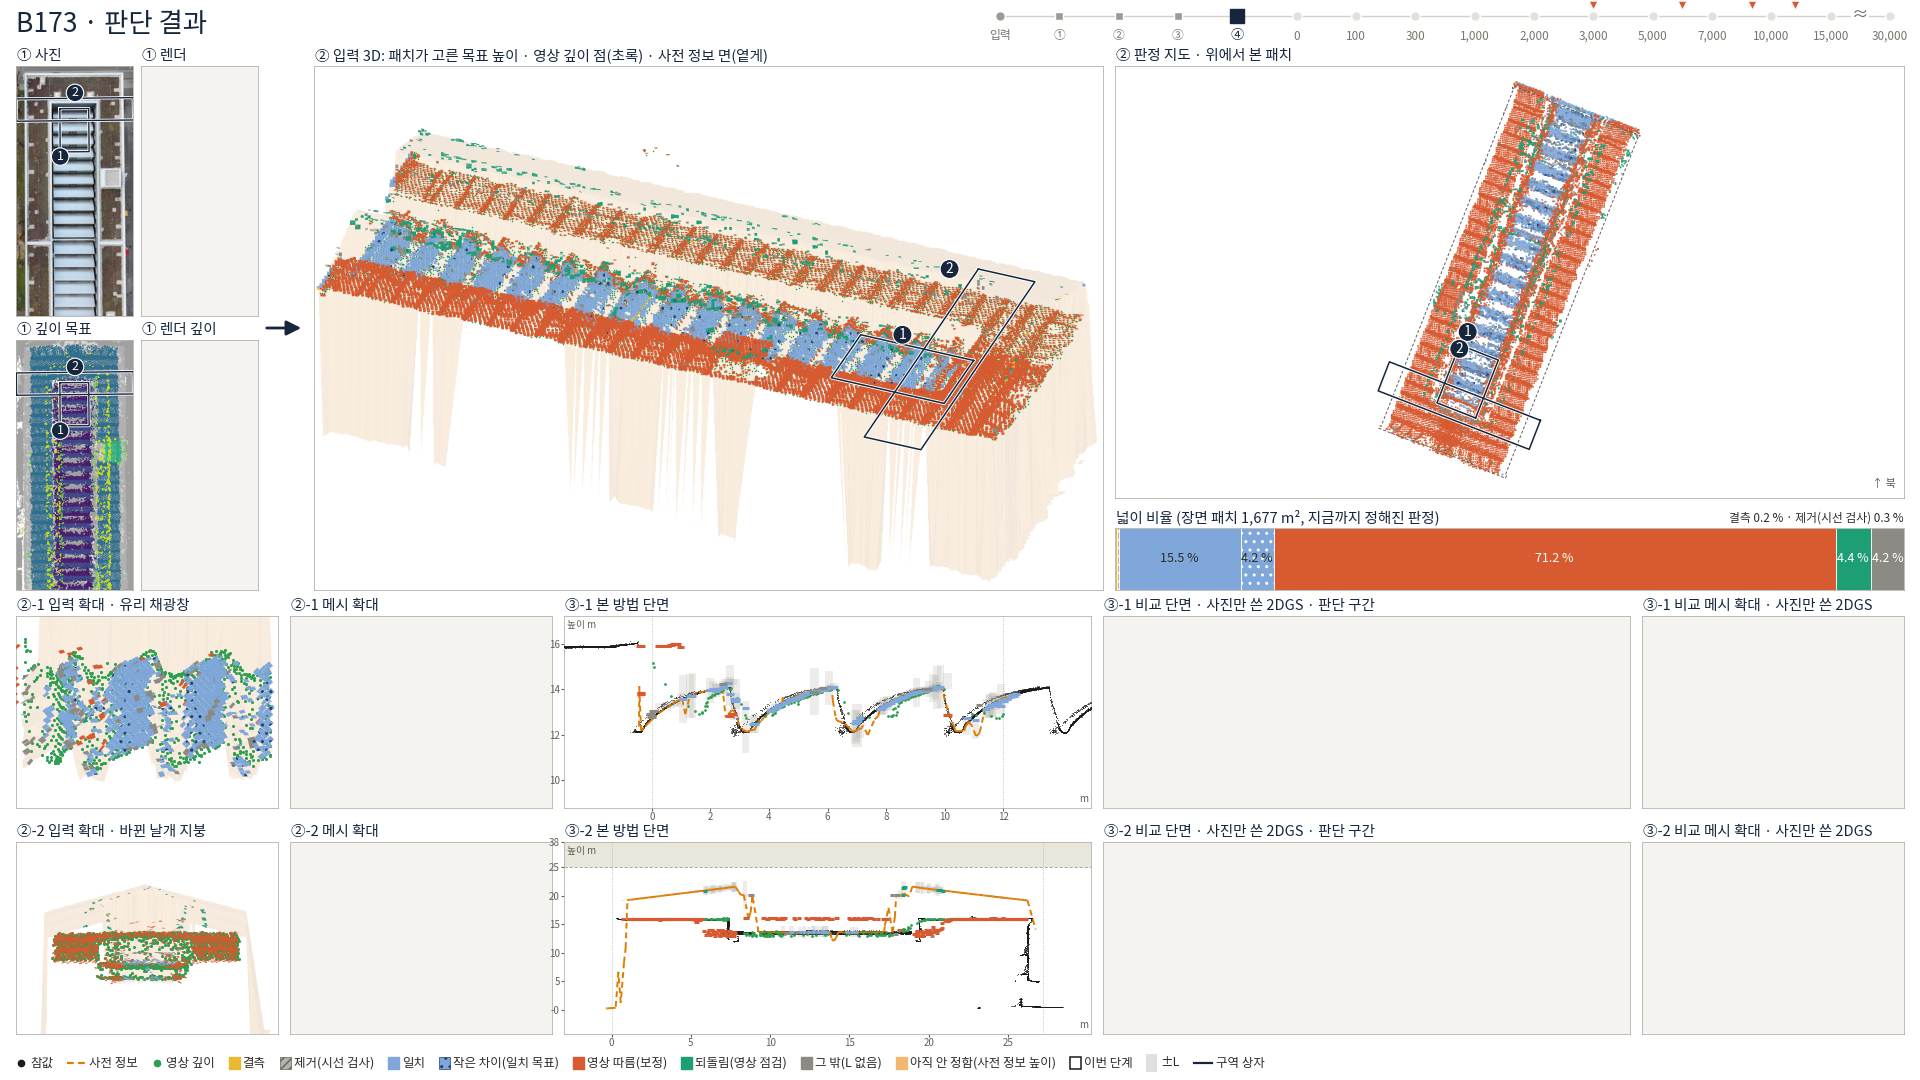 B173 · 판단 결과
입력 ① ② ③ ④ 0 100 300 1,000 2,000 3,000 5,000 7,000 10,000 15,000 ≈ 30,000
① 사진
① 렌더
② 입력 3D: 패치가 고른 목표 높이 · 영상 깊이 점(초록) · 사전 정보 면(옅게)
② 판정 지도 · 위에서 본 패치
2
1
2
1
1
2
↑ 북
① 깊이 목표
① 렌더 깊이
2
1
넓이 비율 (장면 패치 1,677 m², 지금까지 정해진 판정)
결측 0.2 % · 제거(시선 검사) 0.3 %
15.5 %
4.2 %
71.2 %
4.4 %
4.2 %
②-1 입력 확대 · 유리 채광창
②-1 메시 확대
③-1 본 방법 단면
③-1 비교 단면 · 사진만 쓴 2DGS · 판단 구간
③-1 비교 메시 확대 · 사진만 쓴 2DGS
높이 m
16
14
12
10
m
0 2 4 6 8 10 12
②-2 입력 확대 · 바뀐 날개 지붕
②-2 메시 확대
③-2 본 방법 단면
③-2 비교 단면 · 사진만 쓴 2DGS · 판단 구간
③-2 비교 메시 확대 · 사진만 쓴 2DGS
높이 m
38
25
20
15
10
5
0
m
0 5 10 15 20 25
참값
사전 정보
영상 깊이
결측
제거(시선 검사)
일치
작은 차이(일치 목표)
영상 따름(보정)
되돌림(영상 점검)
그 밖(L 없음)
아직 안 정함(사전 정보 높이)
이번 단계
±L
구역 상자